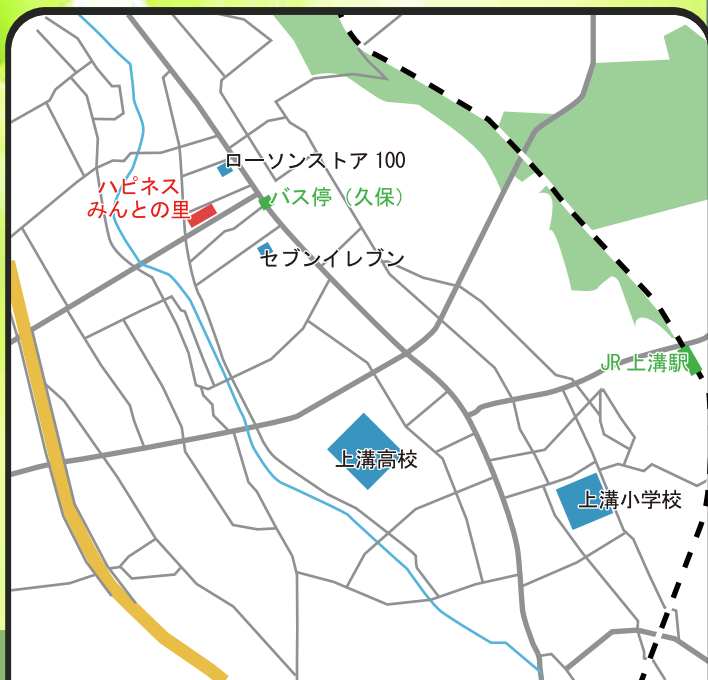 ローソンストア 100
ハピネス
みんとの里
バス停（久保）
セブンイレブン
JR 上溝駅
上溝高校
上溝小学校